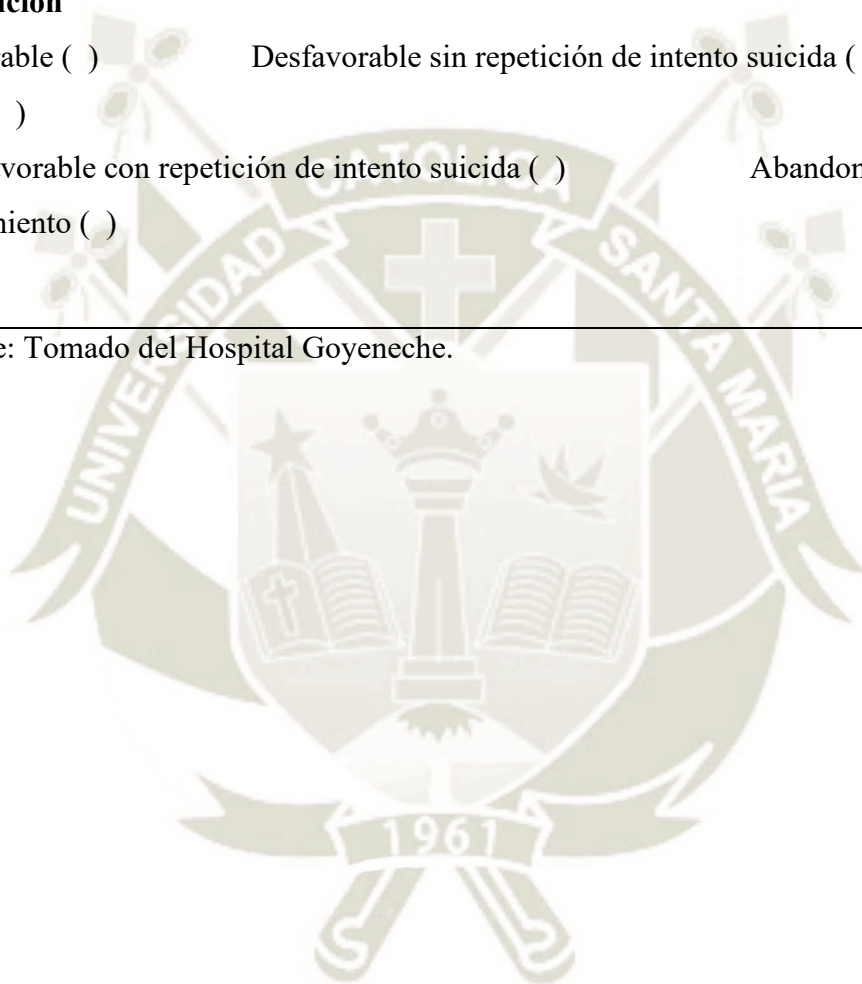 ición
able ( ) Desfavorable sin repetición de intento suicida (
)
vorable con repetición de intento suicida ( ) Abandon
niento ( )
e: Tomado del Hospital Goyeneche.
UNIVERSIDAD CATOLICA SANTA MARIA
1961